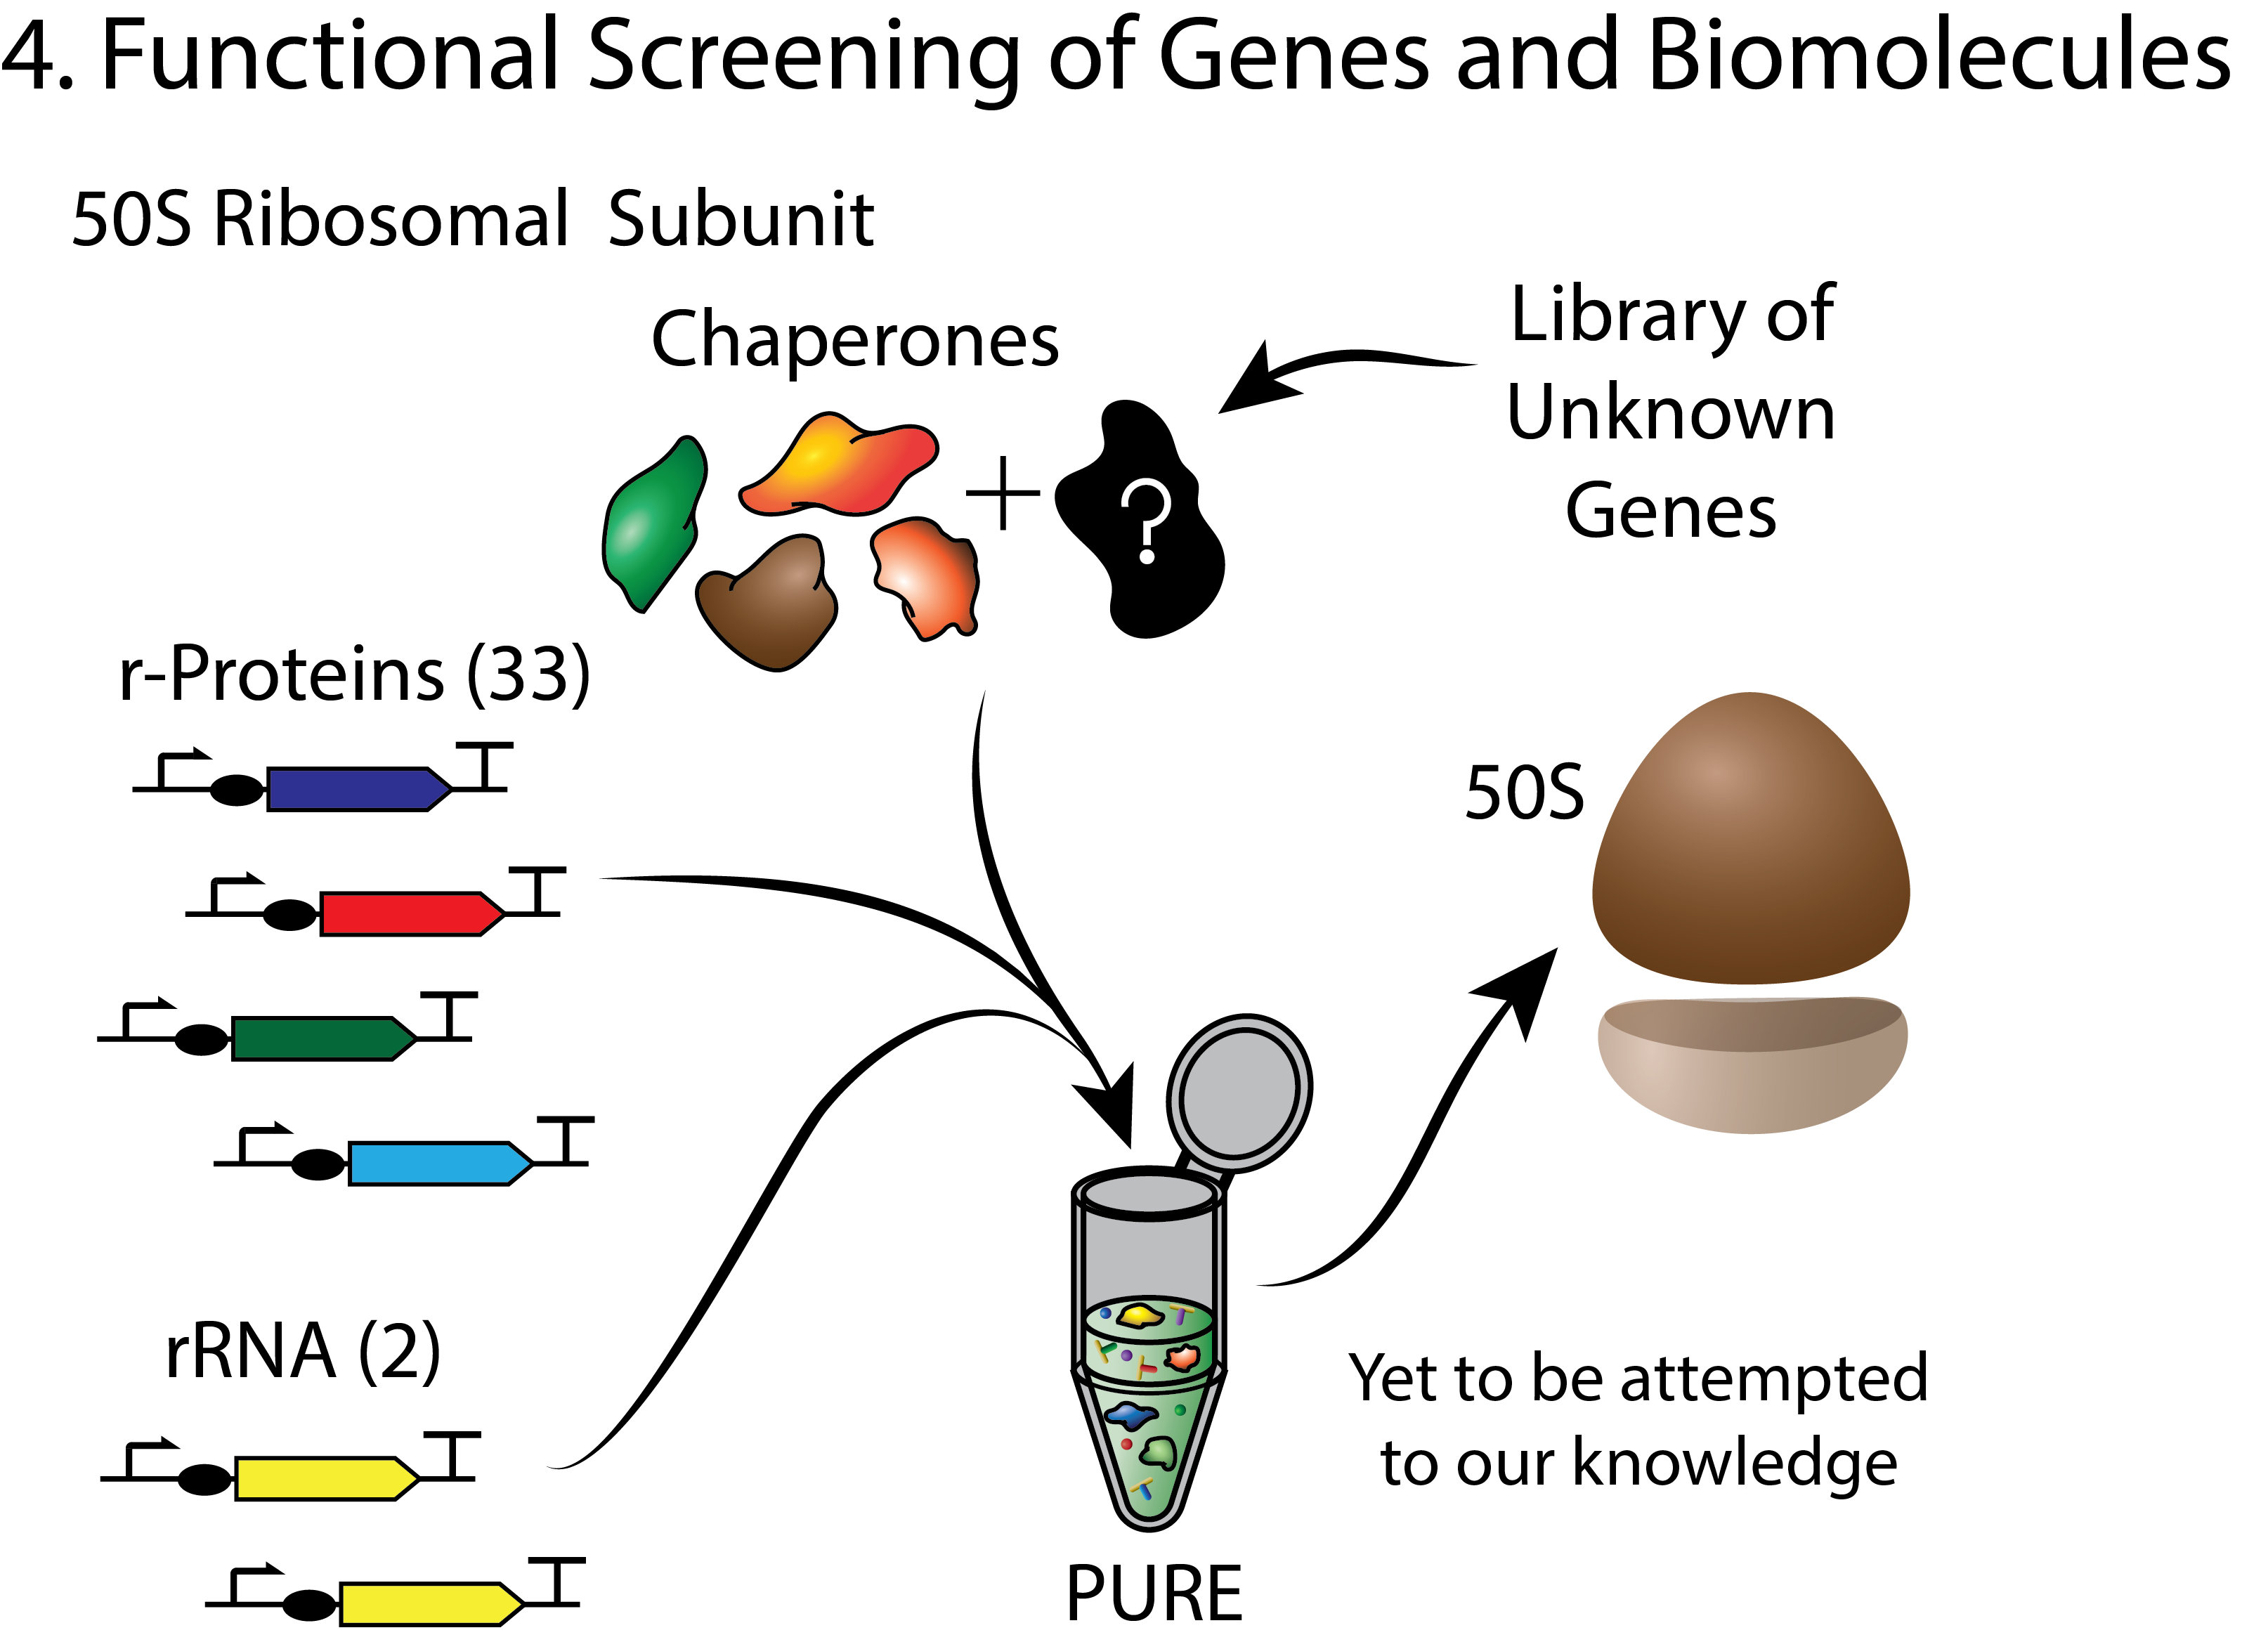 4. Functional Screening of Genes and Biomolecules
50S Ribosomal Subunit
Chaperones
Library of
Unknown
Genes
?
r-Proteins (33)
50S
rRNA (2)
Yet to be attempted
to our knowledge
PURE